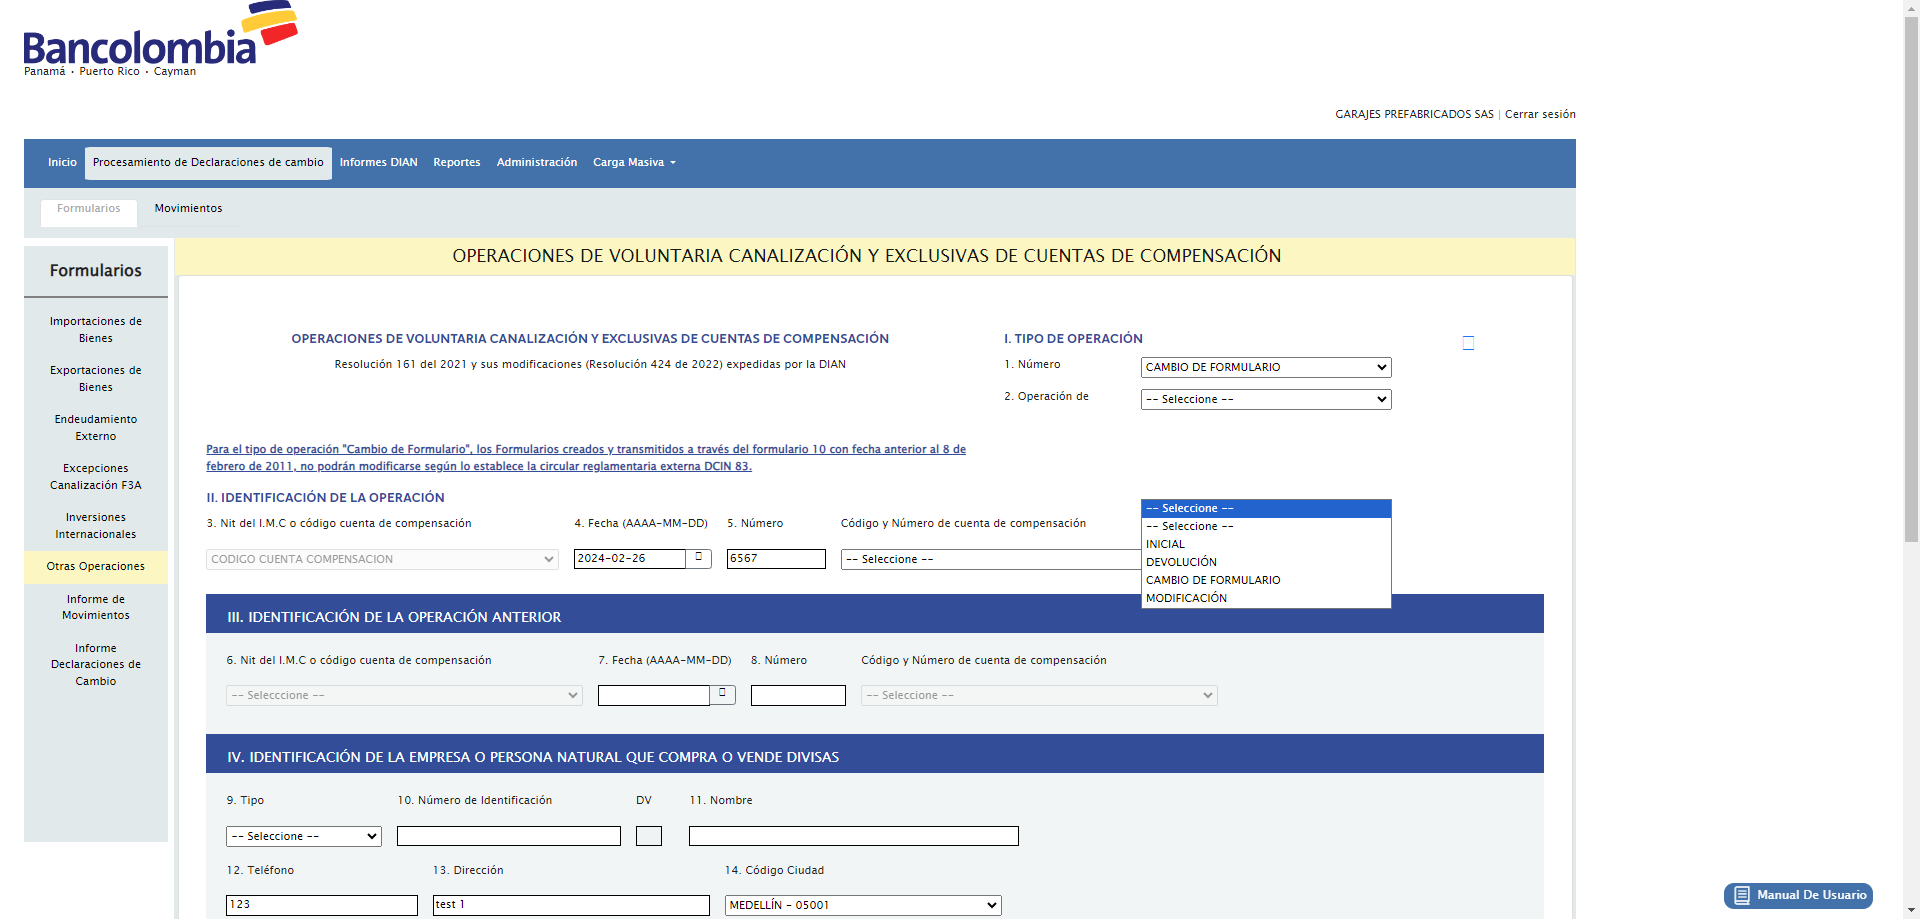 Bancolombia
Panamá • Puerto Rico • Cayman
GARAJES PREFABRICADOS SAS | Cerrar sesión
Inicio Procesamiento de Declaraciones de cambio Informes DIAN Reportes Administración Carga Masiva
Formularios Movimientos
Formularios
Importaciones de
Bienes
Exportaciones de
Bienes
Endeudamiento
Externo
Excepciones
Canalización F3A
Inversiones
Internacionales
Otras Operaciones
Informe de
Movimientos
Informe
Declaraciones de
Cambio
OPERACIONES DE VOLUNTARIA CANALIZACIÓN Y EXCLUSIVAS DE CUENTAS DE COMPENSACIÓN
OPERACIONES DE VOLUNTARIA CANALIZACIÓN Y EXCLUSIVAS DE CUENTAS DE COMPENSACIÓN
Resolución 161 del 2021 y sus modificaciones (Resolución 424 de 2022) expedidas por la DIAN
I. TIPO DE OPERACIÓN
1. Número CAMBIO DE FORMULARIO
2. Operación de -- Seleccione --
Para el tipo de operación "Cambio de Formulario", los Formularios creados y transmitidos a través del formulario 10 con fecha anterior al 8 de
febrero de 2011, no podrán modificarse según lo establece la circular reglamentaria externa DCIN 83.
II. IDENTIFICACIÓN DE LA OPERACIÓN
3. Nit del I.M.C o código cuenta de compensación 4. Fecha (AAAA-MM-DD) 5. Número Código y Número de cuenta de compensación
CODIGO CUENTA COMPENSACION 2024-02-26 6567 -- Seleccione --
-- Seleccione --
-- Seleccione --
INICIAL
DEVOLUCIÓN
CAMBIO DE FORMULARIO
MODIFICACIÓN
III. IDENTIFICACIÓN DE LA OPERACIÓN ANTERIOR
6. Nit del I.M.C o código cuenta de compensación 7. Fecha (AAAA-MM-DD) 8. Número Código y Número de cuenta de compensación
-- Selecccione -- -- Seleccione --
IV. IDENTIFICACIÓN DE LA EMPRESA O PERSONA NATURAL QUE COMPRA O VENDE DIVISAS
9. Tipo 10. Número de Identificación DV 11. Nombre
-- Seleccione --
12. Teléfono 13. Dirección 14. Código Ciudad
123 test 1 MEDELLÍN - 05001
Manual De Usuario